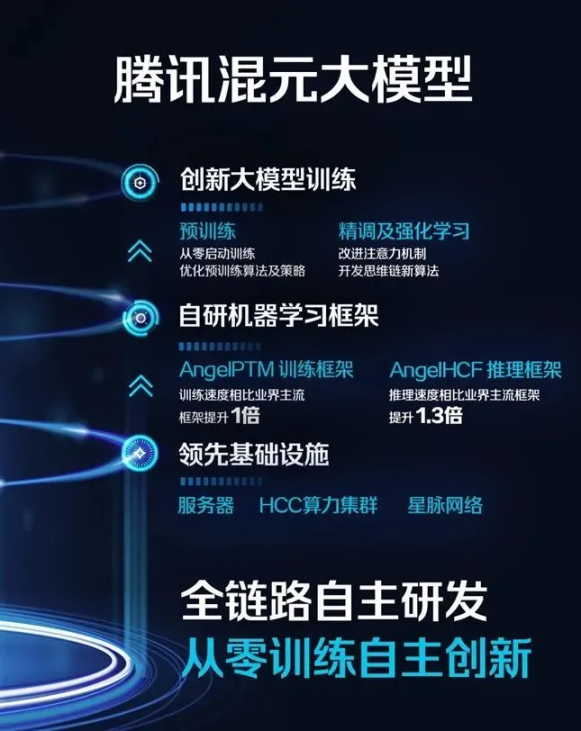 腾讯混元大模型
创新大模型训练
预训练
从零启动训练
优化预训练算法及策略
精调及强化学习
改进注意力机制
开发思维链新算法
自研机器学习框架
AngelPTM 训练框架
训练速度相比业界主流
框架提升1倍
AngelHCF 推理框架
推理速度相比业界主流框架
提升1.3倍
领先基础设施
服务器 HCC算力集群 星脉网络
全链路自主研发
从零训练自主创新